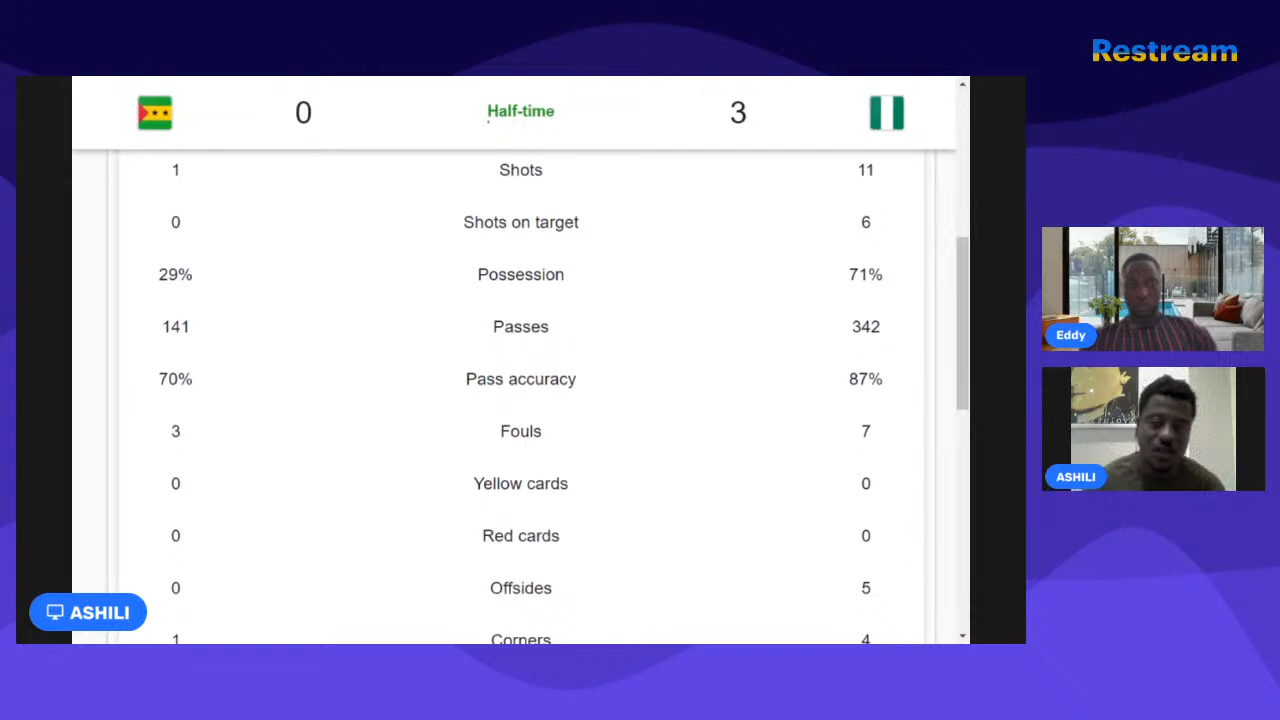 Restream
0 Half-time 3
1 Shots 11
0 Shots on target 6
29% Possession 71%
141 Passes 342
70% Pass accuracy 87%
3 Fouls 7
0 Yellow cards 0
0 Red cards 0
0 Offsides 5
1 Corners 4
ASHILI
Eddy
ASHILI